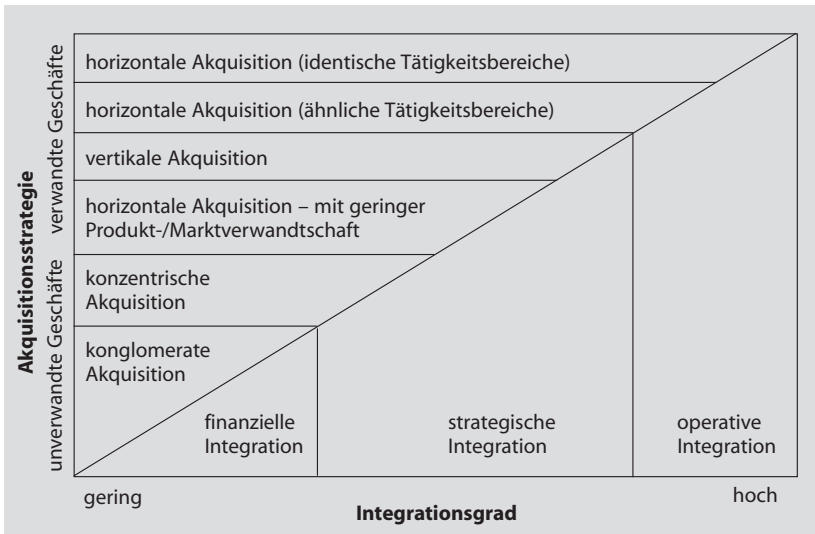 Akquisitionsstrategie
verwandte Geschäfte
unverwandte Geschäfte
horizontale Akquisition (identische Tätigkeitsbereiche)
horizontale Akquisition (ähnliche Tätigkeitsbereiche)
vertikale Akquisition
horizontale Akquisition – mit geringer
Produkt-/Marktverwandtschaft
konzentrische
Akquisition
konglomerate
Akquisition
finanzielle
Integration
strategische
Integration
operative
Integration
gering
hoch
Integrationsgrad